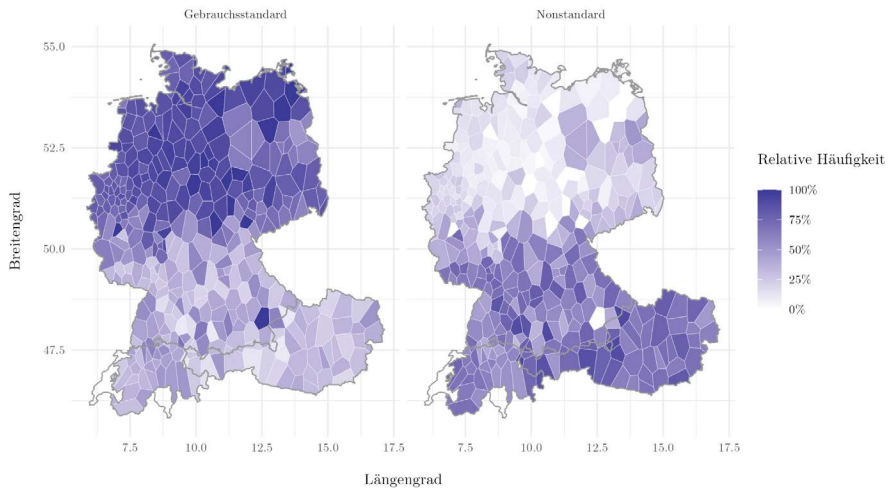 Gebrauchsstandard
Nonstandard
55.0
52.5
50.0
47.5
Breitengrad
7.5 10.0 12.5 15.0 17.5
7.5 10.0 12.5 15.0 17.5
Längengrad
Relative Häufigkeit
100%
75%
50%
25%
0%